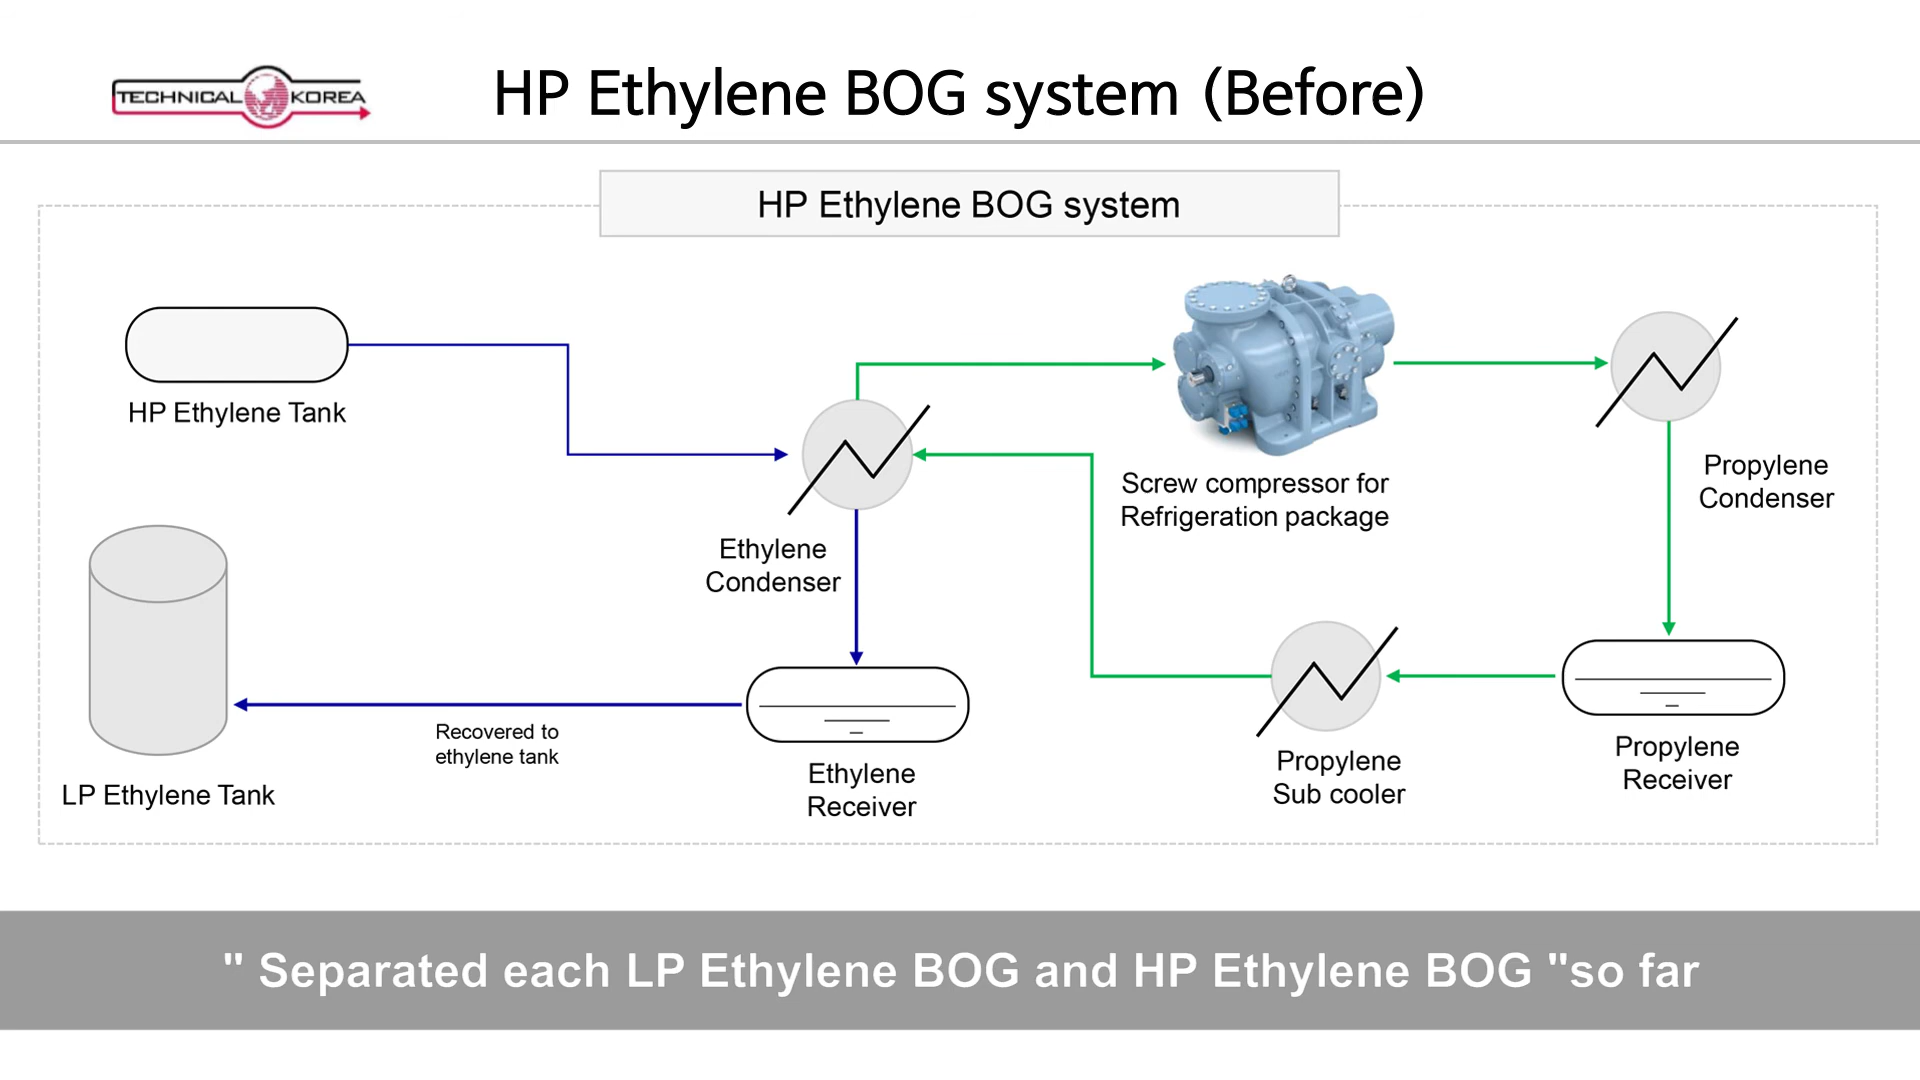 TECHNICAL KOREA
HP Ethylene BOG system (Before)
HP Ethylene BOG system
HP Ethylene Tank
Screw compressor for
Refrigeration package
Propylene
Condenser
Ethylene
Condenser
Recovered to
ethylene tank
LP Ethylene Tank
Ethylene
Receiver
Propylene
Sub cooler
Propylene
Receiver
" Separated each LP Ethylene BOG and HP Ethylene BOG "so far